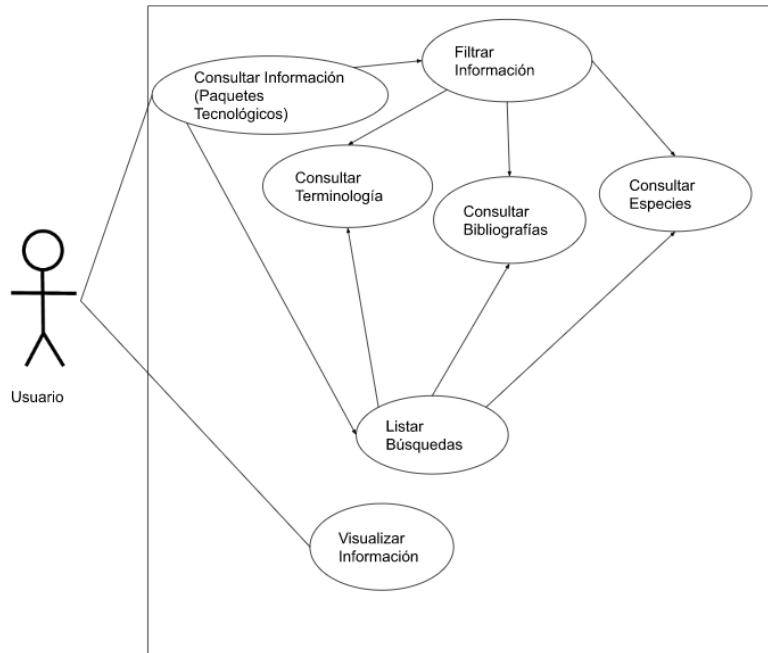 Consultar Información
(Paquetes
Tecnológicos)
Filtrar
Información
Consultar
Terminología
Consultar
Bibliografías
Consultar
Especies
Usuario
Listar
Búsquedas
Visualizar
Información